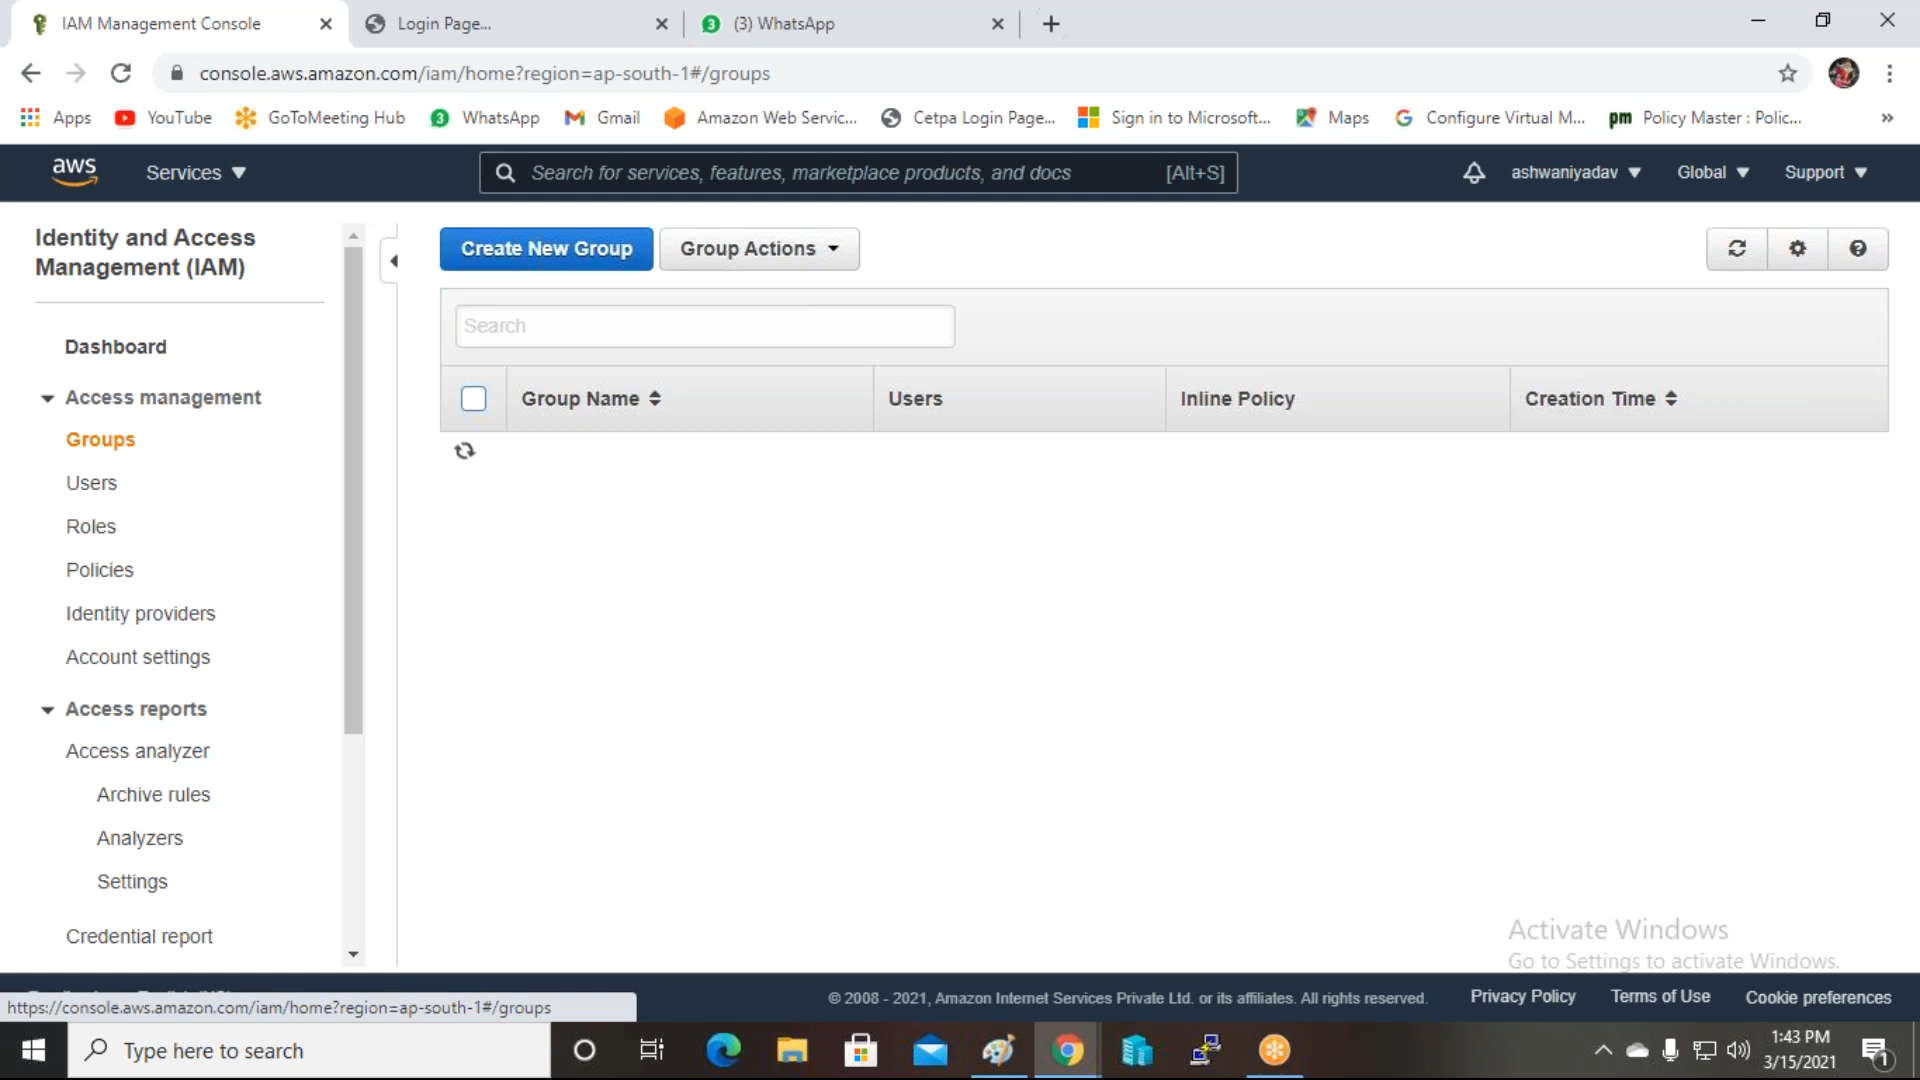 IAM Management Console
Login Page...
(3) WhatsApp
console.aws.amazon.com/iam/home?region=ap-south-1#/groups
Apps
YouTube
GoToMeeting Hub
WhatsApp
Gmail
Amazon Web Servic...
Cetpa Login Page...
Sign in to Microsoft...
Maps
Configure Virtual M...
pm Policy Master : Polic...
aws
Services
Search for services, features, marketplace products, and docs
[Alt+S]
ashwaniyadav
Global
Support
Identity and Access
Management (IAM)
Dashboard
Access management
Groups
Users
Roles
Policies
Identity providers
Account settings
Access reports
Access analyzer
Archive rules
Analyzers
Settings
Credential report
Create New Group
Group Actions
Search
Group Name
Users
Inline Policy
Creation Time
Activate Windows
Go to Settings to activate Windows.
https://console.aws.amazon.com/iam/home?region=ap-south-1#/groups
© 2008 - 2021, Amazon Internet Services Private Ltd. or its affiliates. All rights reserved.
Privacy Policy
Terms of Use
Cookie preferences
Type here to search
1:43 PM
3/15/2021
1